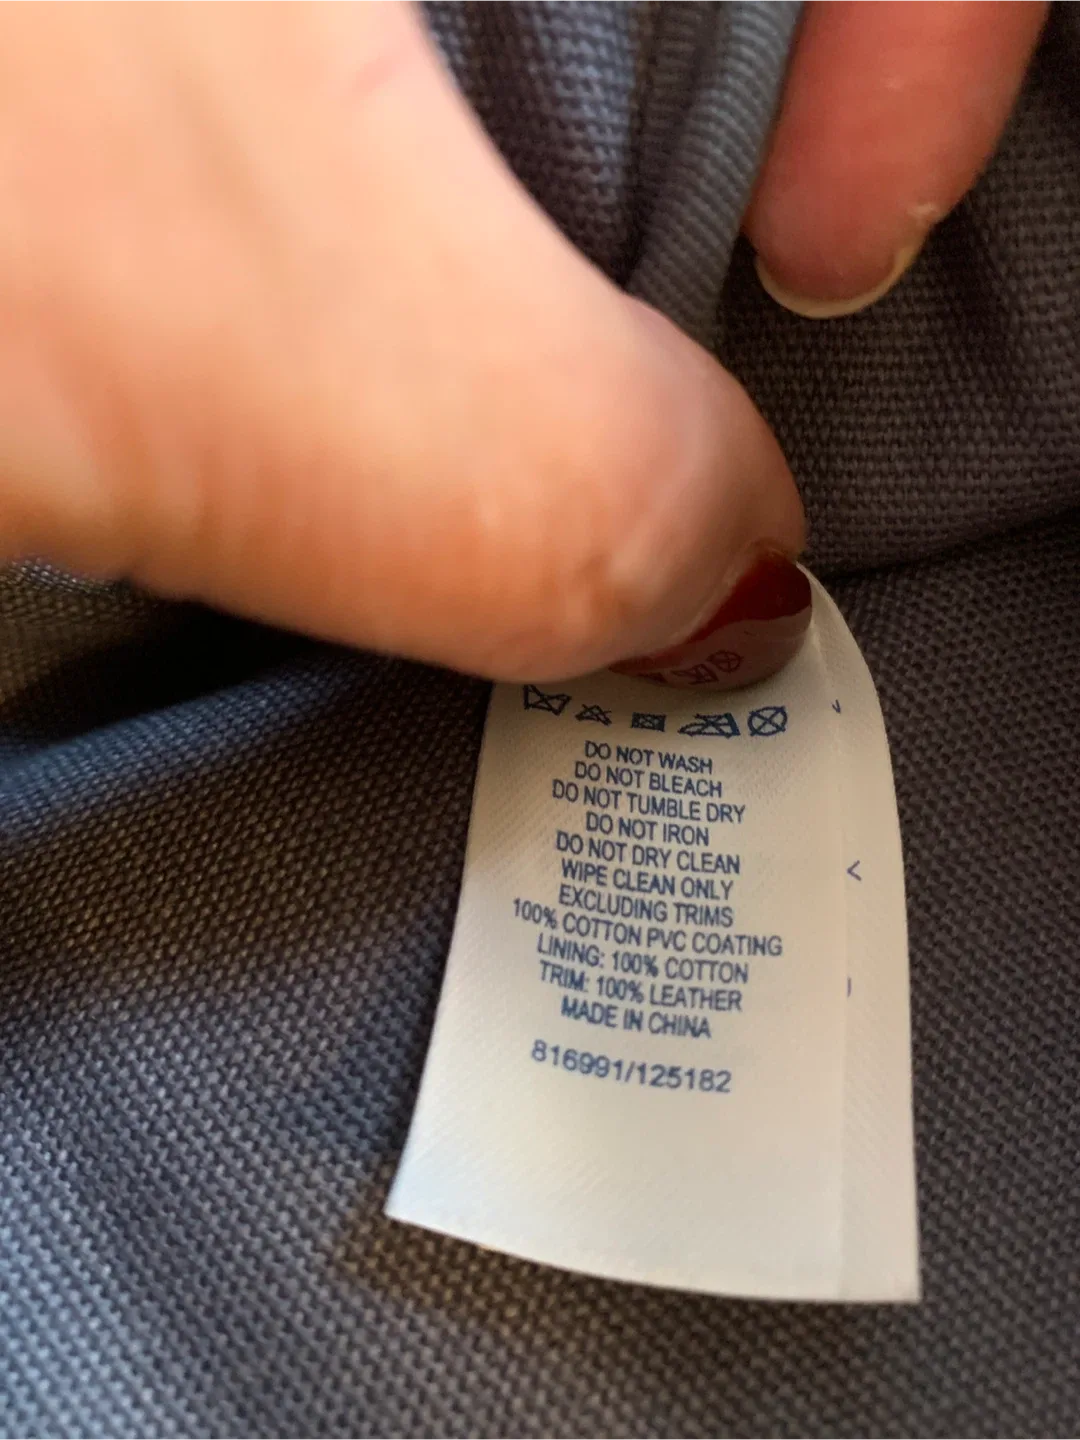 DO NOT WASH
DO NOT BLEACH
DO NOT TUMBLE DRY
DO NOT IRON
DO NOT DRY CLEAN
WIPE CLEAN ONLY
EXCLUDING TRIMS
100% COTTON PVC COATING
LINING: 100% COTTON
TRIM: 100% LEATHER
MADE IN CHINA
816991/125182